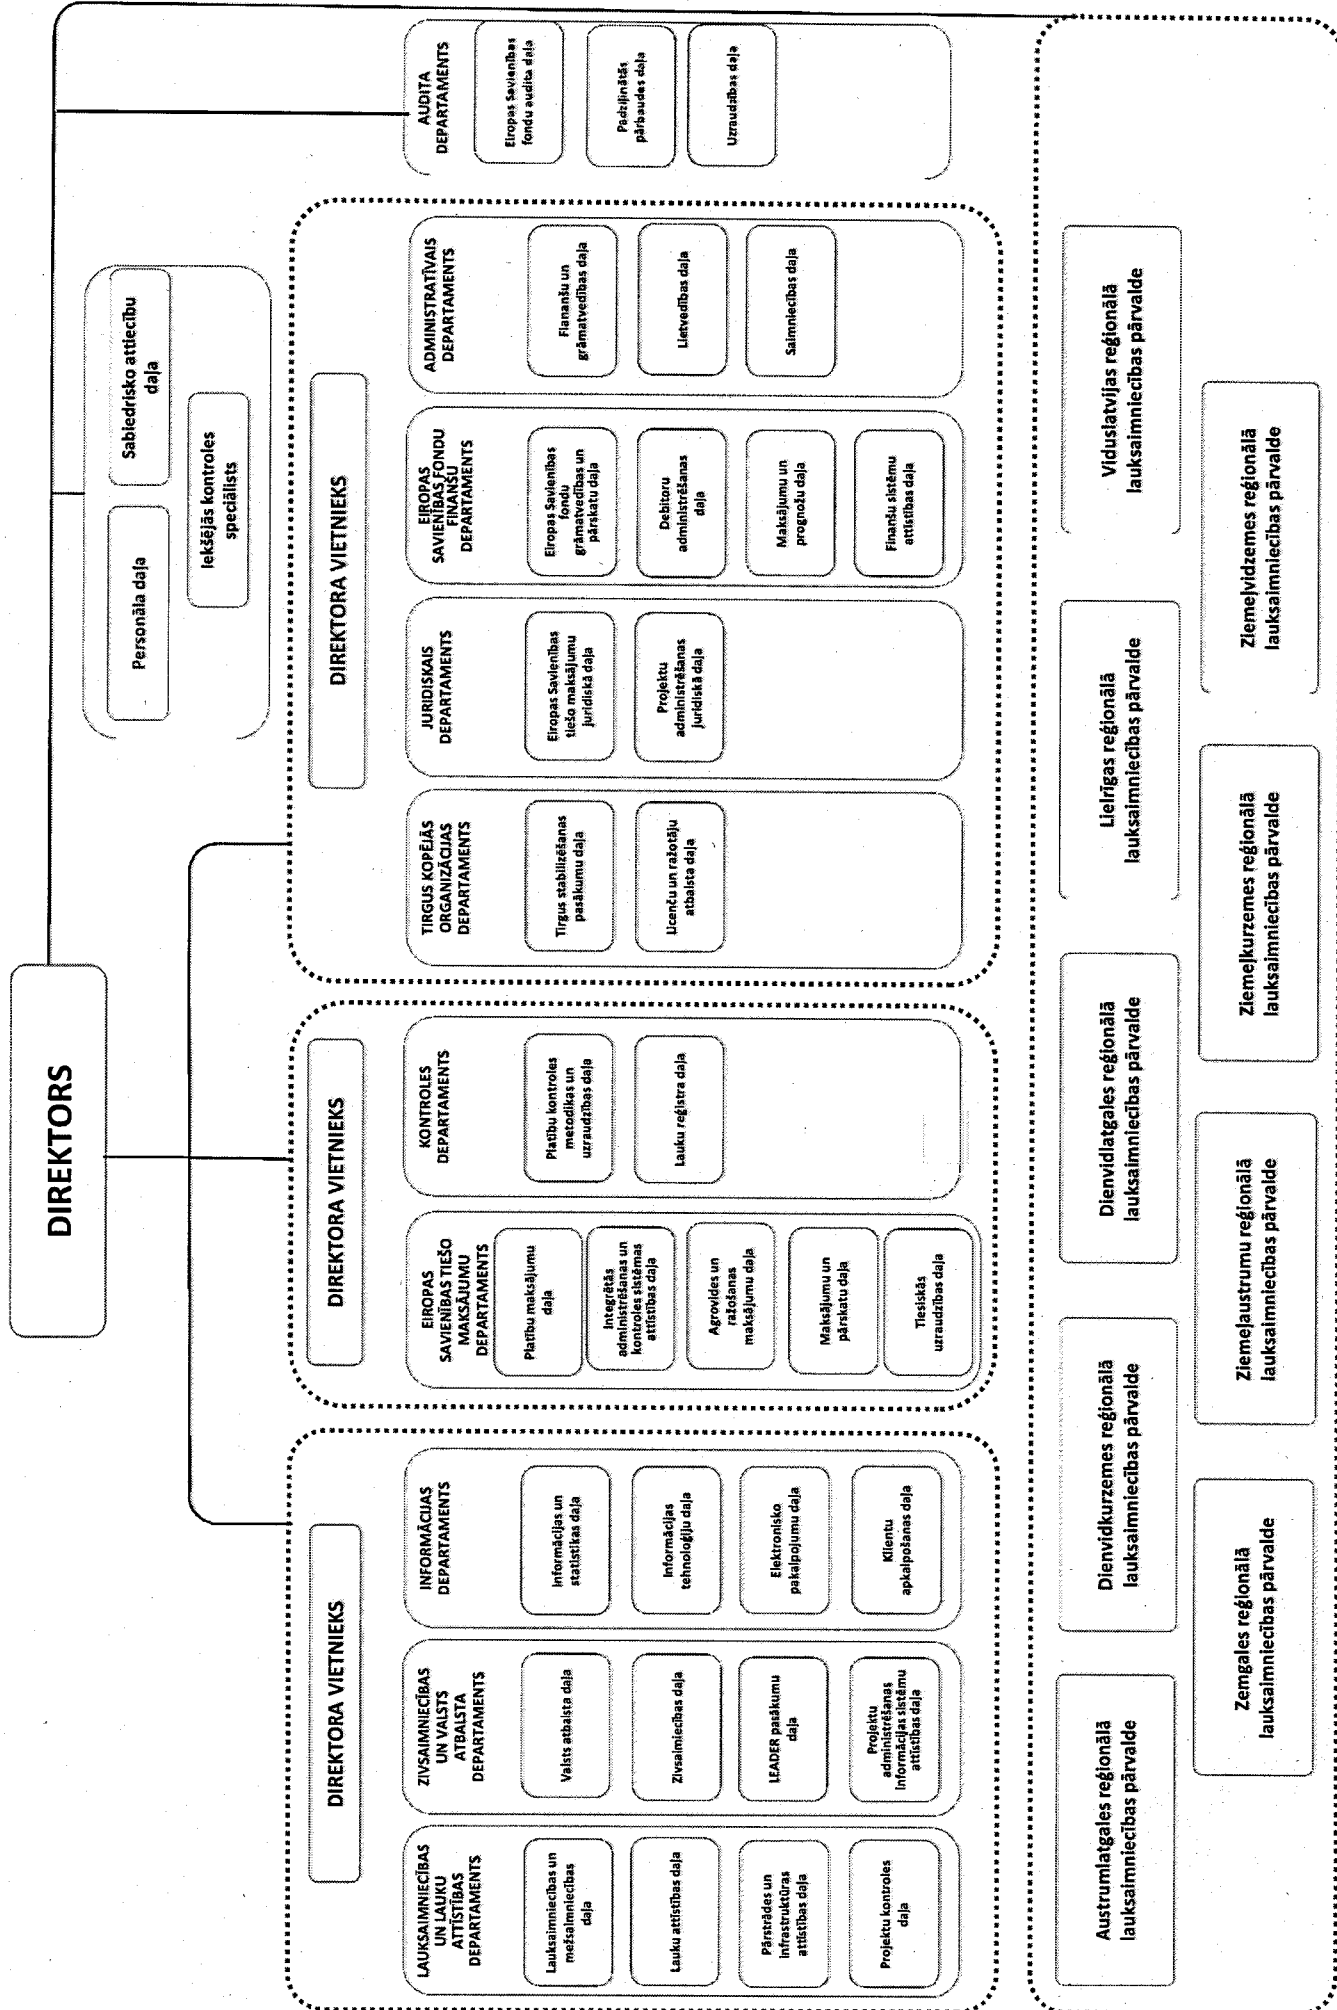 DIREKTORS
Personāla daļa
Sabiedrisko attiecību
daļa
Iekšējās kontroles
speciālists
DIREKTORA VIETNIEKS
LAUKSAIMNIECĪBAS
UN LAUKU
ATTĪSTĪBAS
DEPARTAMENTS
Lauksaimniecības un
mežsaimniecības
daļa
Lauku attīstības daļa
Pārstrādes un
infrastruktūras
attīstības daļa
Projektu kontroles
daļa
ZIVSAIMNIECĪBAS
UN VALSTS
ATBALSTA
DEPARTAMENTS
Valsts atbalsta daļa
Zivsaimiecības daļa
LEADER pasākumu
daļa
Projektu
administrēšanas
Informācijas sistēmu
attīstības daļa
INFORMĀCIJAS
DEPARTAMENTS
Informācijas un
statistikas daļa
Informācijas
tehnoloģiju daļa
Elektronisko
pakalpojumu daļa
Klientu
apkalpošanas daļa
DIREKTORA VIETNIEKS
EIROPAS
SAVIENĪBAS TIEŠO
MAKSĀJUMU
DEPARTAMENTS
Platību maksājumu
daļa
Integrētās
administrēšanas un
kontroles sistēmas
attīstības daļa
Agrovides un
ražošanas
maksājumu daļa
Maksājumu un
pārskatu daļa
Tiesiskās
uzraudzības daļa
KONTROLES
DEPARTAMENTS
Platību kontroles
metodikas un
uzraudzības daļa
Lauku reģistra daļa
DIREKTORA VIETNIEKS
TIRGUS KOPĒJĀS
ORGANIZĀCIJAS
DEPARTAMENTS
Tirgus stabilizēšanas
pasākumu daļa
Licenču un ražotāju
atbalsta daļa
JURIDISKAIS
DEPARTAMENTS
Eiropas Savienības
tiešo maksājumu
juridiskā daļa
Projektu
administrēšanas
juridiskā daļa
EIROPAS
SAVIENĪBAS FONDU
FINANŠU
DEPARTAMENTS
Eiropas Savienības
fondu
grāmatvedības un
pārskatu daļa
Debitoru
administrēšanas
daļa
Maksājumu un
prognožu daļa
Finanšu sistēmu
attīstības daļa
ADMINISTRATĪVAIS
DEPARTAMENTS
Finanšu un
grāmatvedības daļa
Lietvedības daļa
Saimniecības daļa
AUDITA
DEPARTAMENTS
Eiropas Savienības
fondu audita daļa
Padziļinātās
pārbaudes daļa
Uzraudzības daļa
Austrumlatgales reģionālā
lauksaimniecības pārvalde
Dienvidkurzemes reģionālā
lauksaimniecības pārvalde
Dienvidlatgales reģionālā
lauksaimniecības pārvalde
Lielrīgas reģionālā
lauksaimniecības pārvalde
Viduslatvijas reģionālā
lauksaimniecības pārvalde
Zemgales reģionālā
lauksaimniecības pārvalde
Ziemeļaustrumu reģionālā
lauksaimniecības pārvalde
Ziemeļkurzemes reģionālā
lauksaimniecības pārvalde
Ziemeļvidzemes reģionālā
lauksaimniecības pārvalde